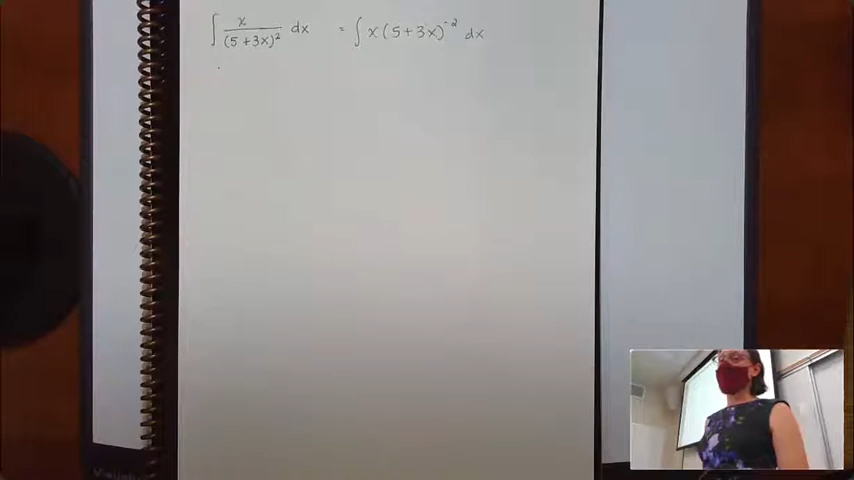 ∫ x/(5+3x)² dx = ∫ x(5+3x)⁻² dx